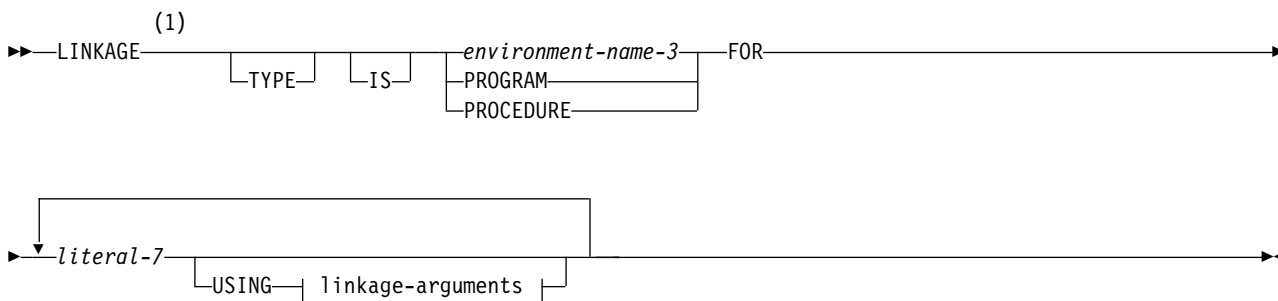 (1)
LINKAGE environment-name-3 FOR
TYPE IS PROGRAM
PROCEDURE
literal-7
USING linkage-arguments